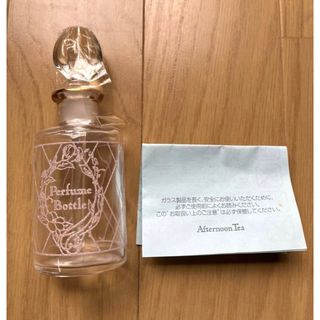 Perfume
Bottle
ガラス製品を長く、安全にお使いいただくために、
必ずご使用前によくお読みください。
この"お取扱い上のご注意"は必ず保管してください。
Afternoon Tea